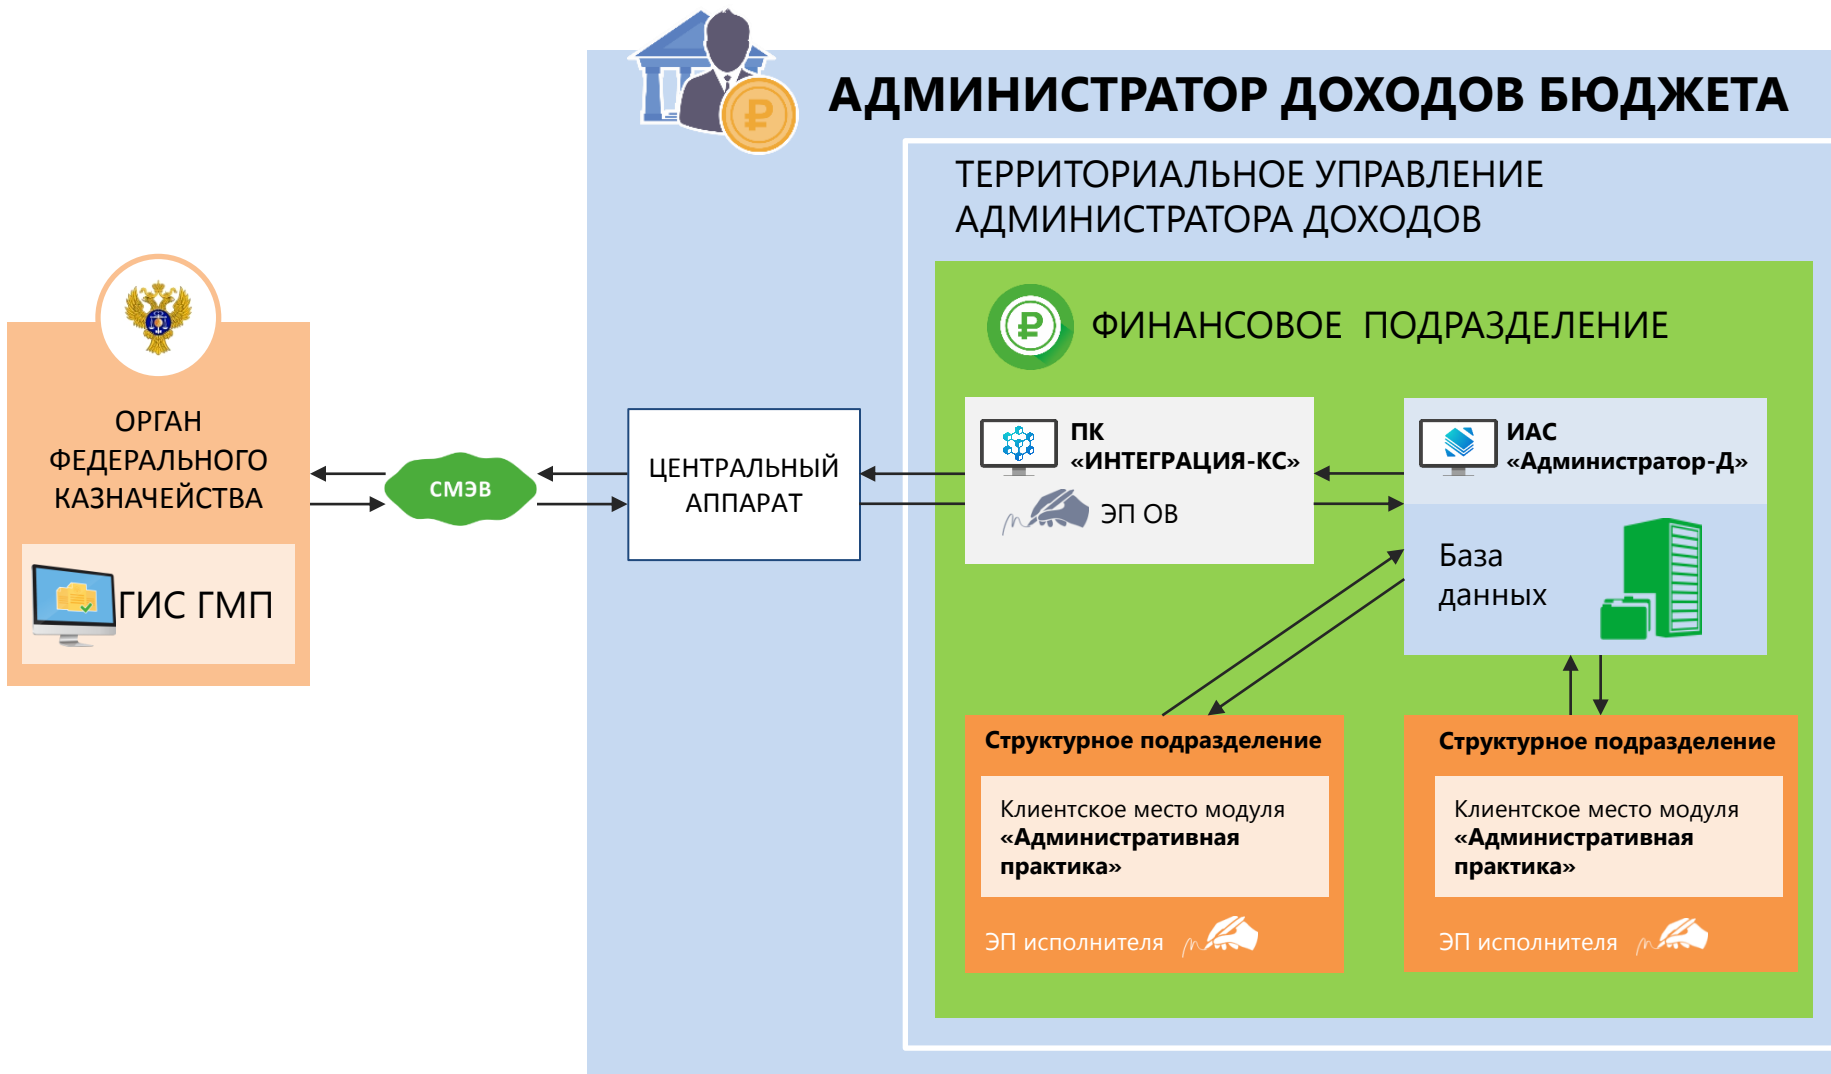 АДМИНИСТРАТОР ДОХОДОВ БЮДЖЕТА
ТЕРРИТОРИАЛЬНОЕ УПРАВЛЕНИЕ
АДМИНИСТРАТОРА ДОХОДОВ
ФИНАНСОВОЕ ПОДРАЗДЕЛЕНИЕ
ОРГАН
ФЕДЕРАЛЬНОГО
КАЗНАЧЕЙСТВА
ГИС ГМП
СМЭВ
ЦЕНТРАЛЬНЫЙ
АППАРАТ
ПК
«ИНТЕГРАЦИЯ-КС»
ЭП ОВ
ИАС
«Администратор-Д»
База
данных
Структурное подразделение
Клиентское место модуля
«Административная
практика»
ЭП исполнителя
Структурное подразделение
Клиентское место модуля
«Административная
практика»
ЭП исполнителя